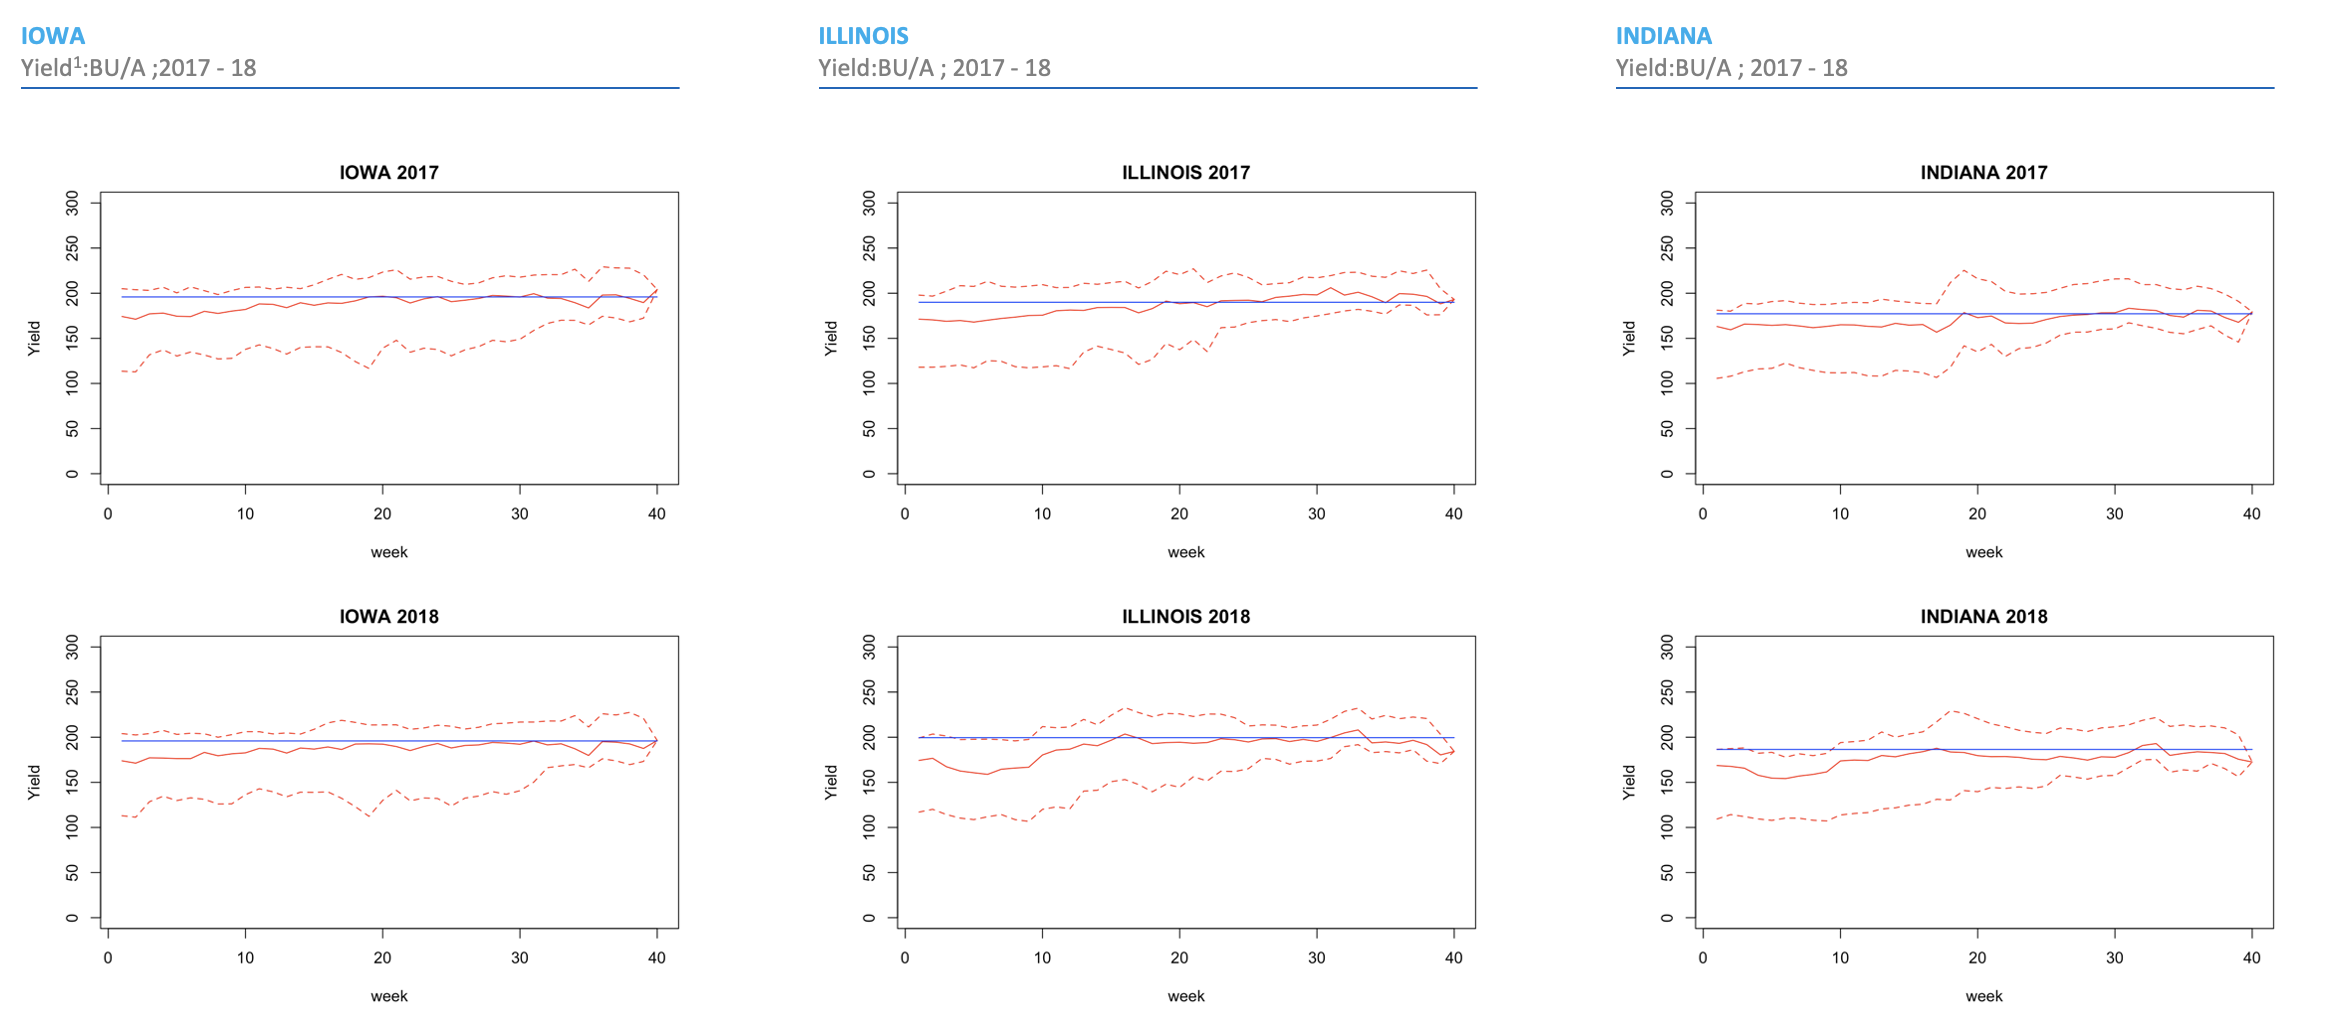 IOWA
Yield¹:BU/A ;2017 - 18
ILLINOIS
Yield:BU/A ; 2017 - 18
INDIANA
Yield:BU/A ; 2017 - 18
IOWA 2017
Yield
300
250
200
150
100
50
0
0 10 20 30 40
week
ILLINOIS 2017
Yield
300
250
200
150
100
50
0
0 10 20 30 40
week
INDIANA 2017
Yield
300
250
200
150
100
50
0
0 10 20 30 40
week
IOWA 2018
Yield
300
250
200
150
100
50
0
0 10 20 30 40
week
ILLINOIS 2018
Yield
300
250
200
150
100
50
0
0 10 20 30 40
week
INDIANA 2018
Yield
300
250
200
150
100
50
0
0 10 20 30 40
week